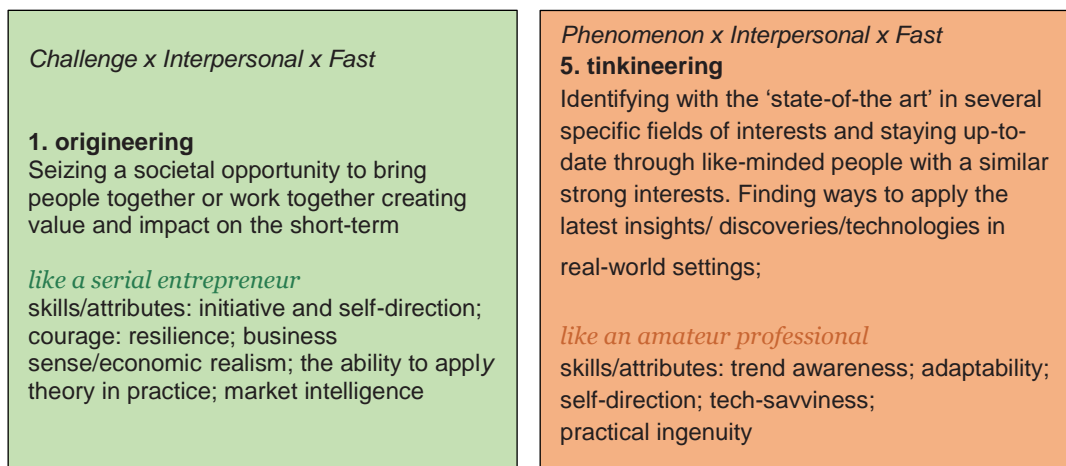 Challenge x Interpersonal x Fast
1. origineering
Seizing a societal opportunity to bring
people together or work together creating
value and impact on the short-term
like a serial entrepreneur
skills/attributes: initiative and self-direction;
courage: resilience; business
sense/economic realism; the ability to apply
theory in practice; market intelligence
Phenomenon x Interpersonal x Fast
5. tinkineering
Identifying with the ‘state-of-the art’ in several
specific fields of interests and staying up-to-
date through like-minded people with a similar
strong interests. Finding ways to apply the
latest insights/ discoveries/technologies in
real-world settings;
like an amateur professional
skills/attributes: trend awareness; adaptability;
self-direction; tech-savviness;
practical ingenuity